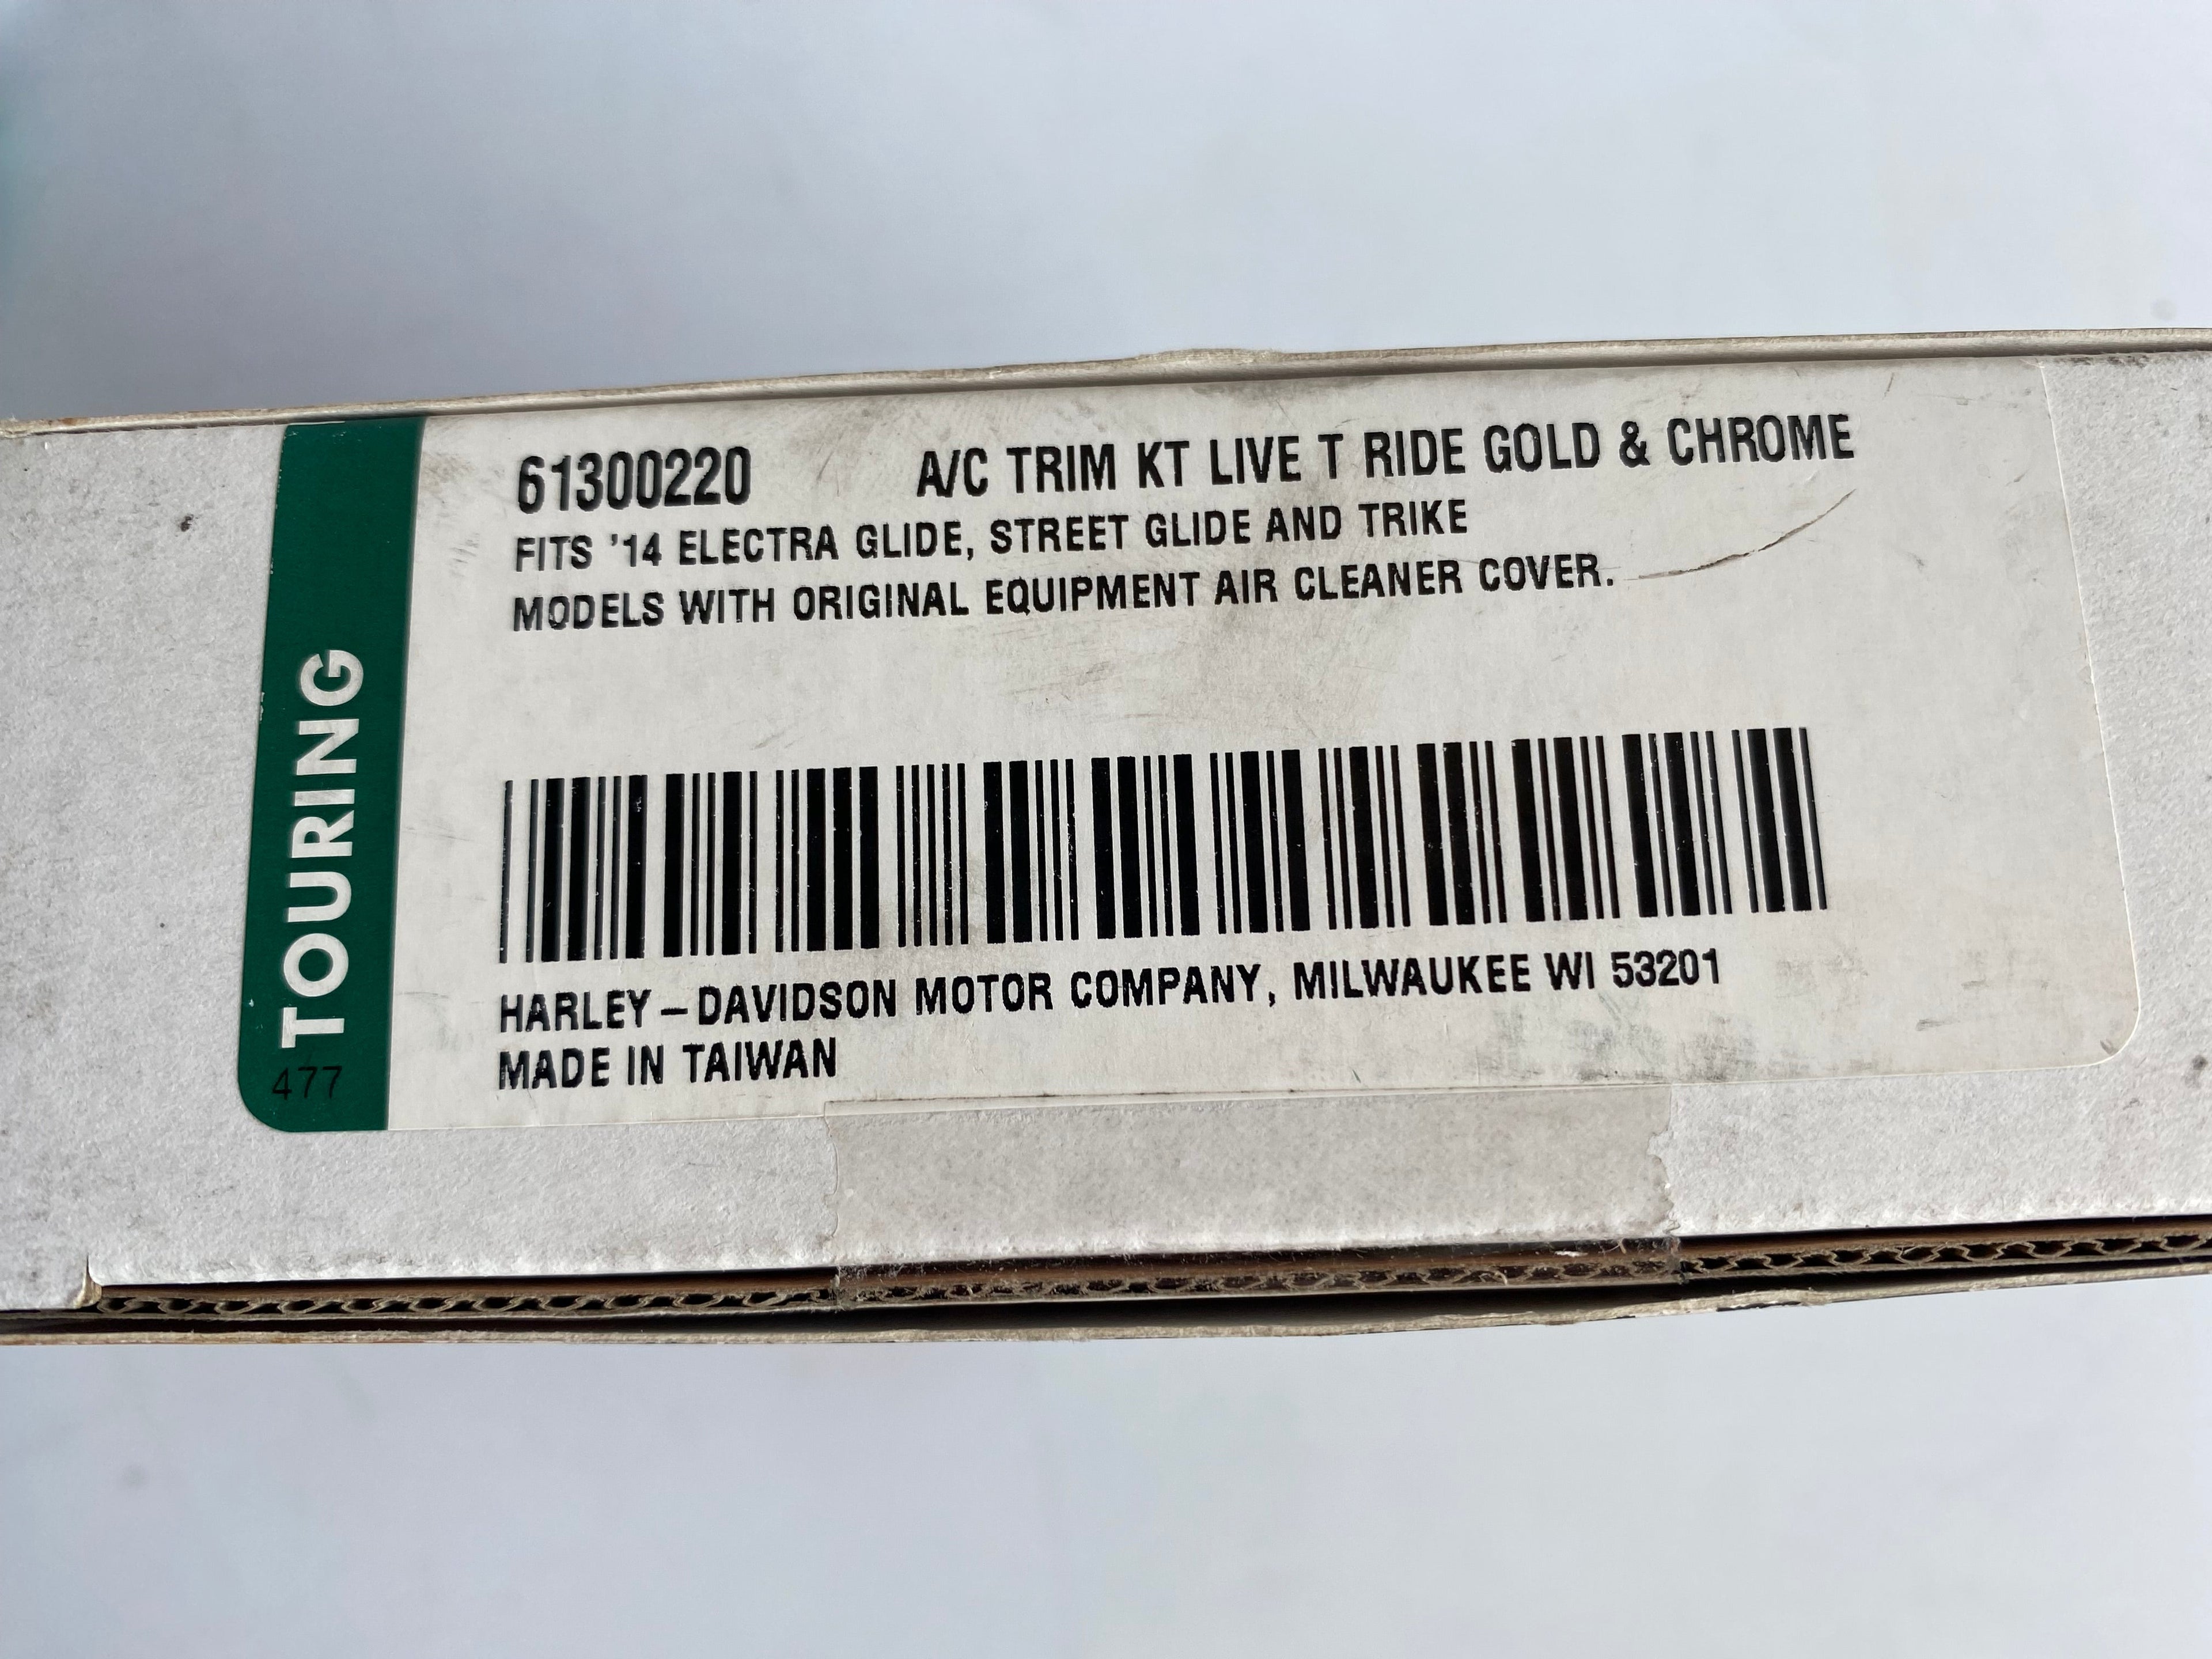 61300220 A/C TRIM KT LIVE T RIDE GOLD & CHROME
FITS '14 ELECTRA GLIDE, STREET GLIDE AND TRIKE
MODELS WITH ORIGINAL EQUIPMENT AIR CLEANER COVER.
TOURING
477
HARLEY-DAVIDSON MOTOR COMPANY, MILWAUKEE WI 53201
MADE IN TAIWAN